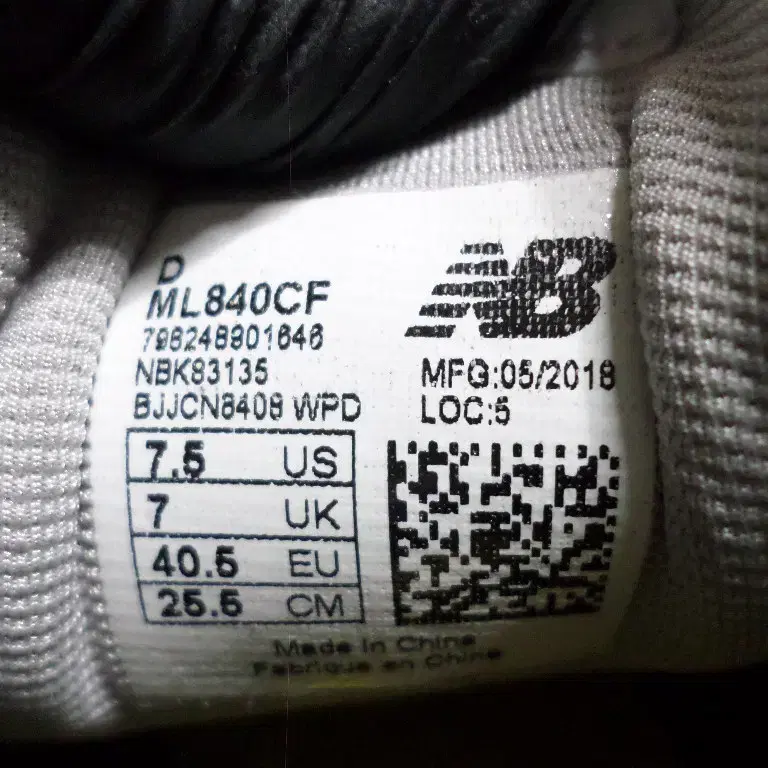 D
ML840CF
798248901646
NBK83135
BJJCN8409 WPD
NB
MFG:05/2018
LOC:5
7.5 US
7 UK
40.5 EU
25.5 CM
Made in China
Fabriqué en Chine